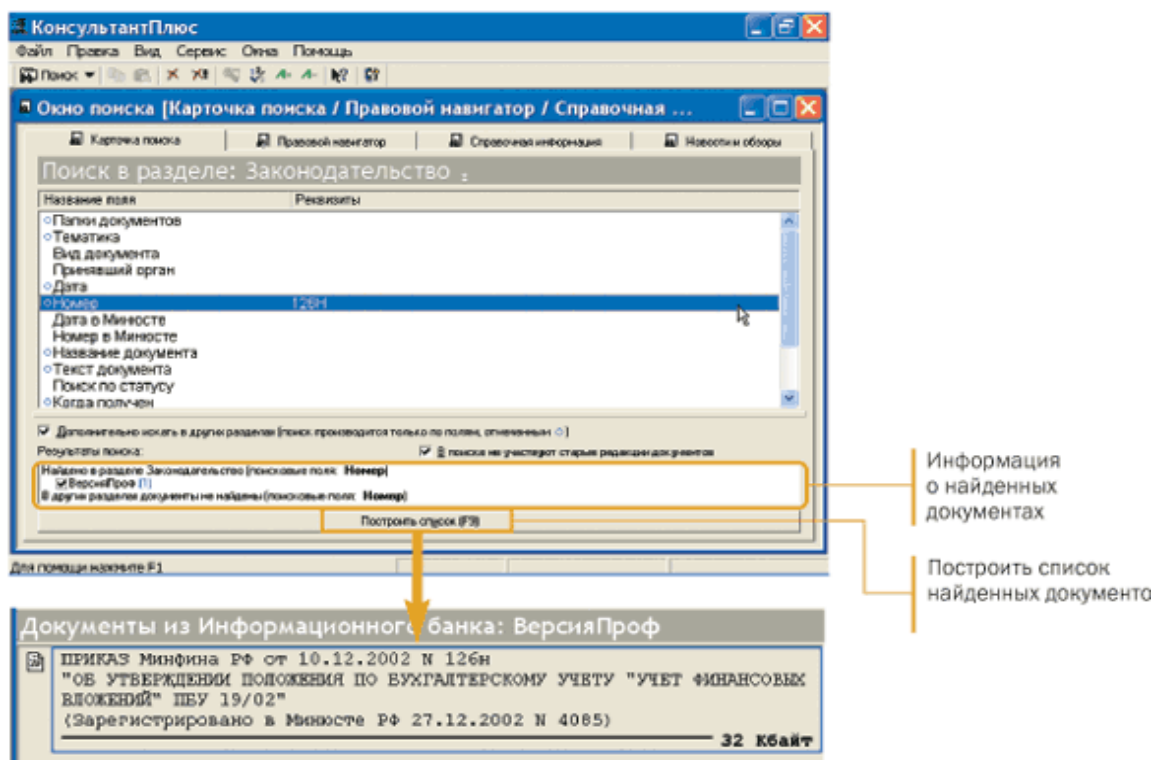 КонсультантПлюс
Файл Правка Вид Сервис Окна Помощь
Поиск
Окно поиска [Карточка поиска / Правовой навигатор / Справочная ...
Карточка поиска Правовой навигатор Справочная информация Новости и обзоры
Поиск в разделе: Законодательство
Название поля Реквизиты
Папки документов
Тематика
Вид документа
Принявший орган
Дата
Номер 126Н
Дата в Минюсте
Номер в Минюсте
Название документа
Текст документа
Поиск по статусу
Когда получен
Дополнительно искать в других разделах (поиск производится только по полям, отмеченным ◇)
Результаты поиска: В поиске не участвуют старые редакции документов
Найдено в разделе Законодательство (поисковые поля: Номер)
ВерсияПроф (1)
В других разделах документы не найдены (поисковые поля: Номер)
Построить список (F9)
Для помощи нажмите F1
Информация
о найденных
документах
Построить список
найденных документо
Документы из Информационного банка: ВерсияПроф
ПРИКАЗ Минфина РФ от 10.12.2002 N 126н
"ОБ УТВЕРЖДЕНИИ ПОЛОЖЕНИЯ ПО БУХГАЛТЕРСКОМУ УЧЕТУ "УЧЕТ ФИНАНСОВЫХ
ВЛОЖЕНИЙ" ПБУ 19/02"
(Зарегистрировано в Минюсте РФ 27.12.2002 N 4085)
32 Кбайт